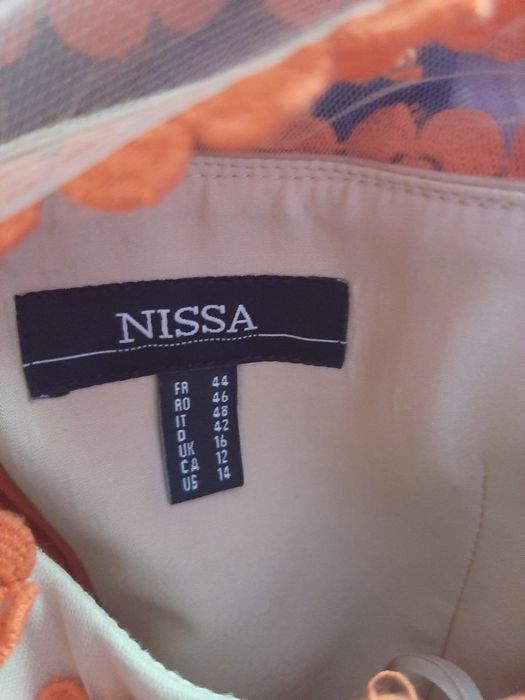 NISSA
FR 44
RO 46
IT 48
D 42
UK 16
CA 12
US 14